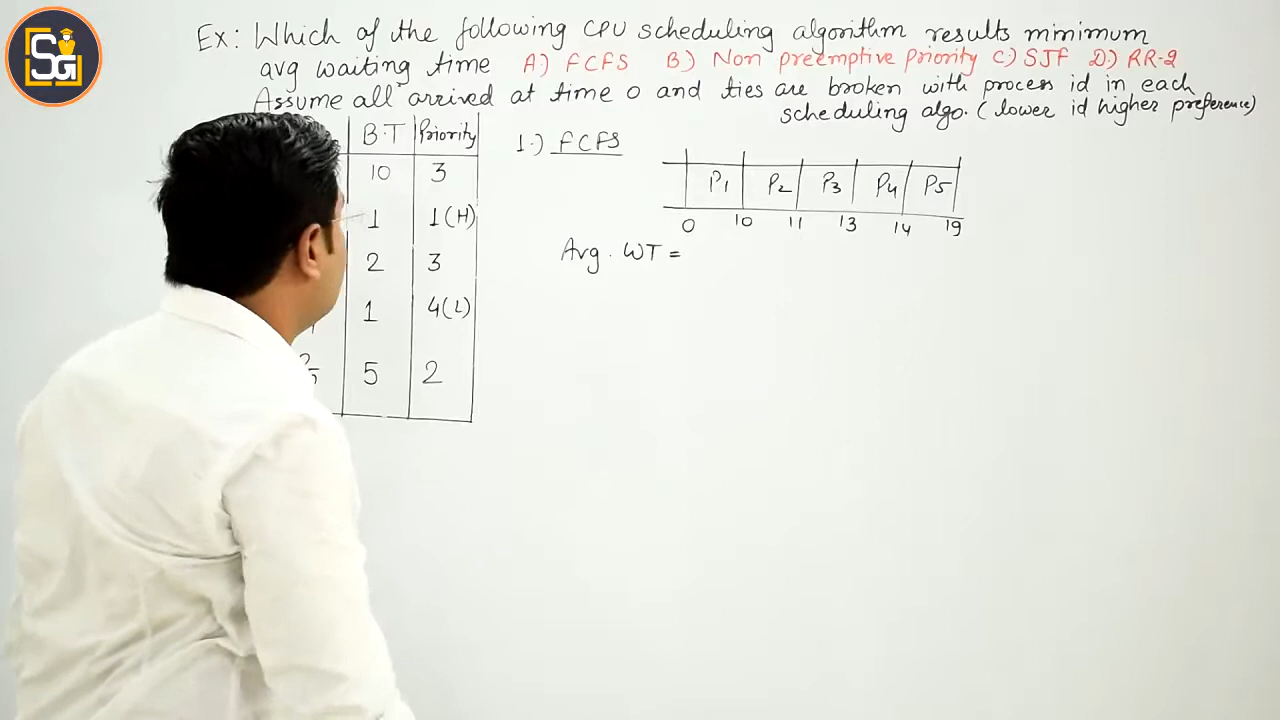 SG
Ex: Which of the following CPU scheduling algorithm results minimum
avg waiting time A) FCFS B) Non preemptive Priority C) SJF D) RR-2
Assume all arrived at time 0 and ties are broken with process id in each
scheduling algo. (lower id higher preference)
B.T Priority
10 3
1 1(H)
2 3
1 4(L)
5 2
1.) FCFS
P1 P2 P3 P4 P5
0 10 11 13 14 19
Avg. WT =